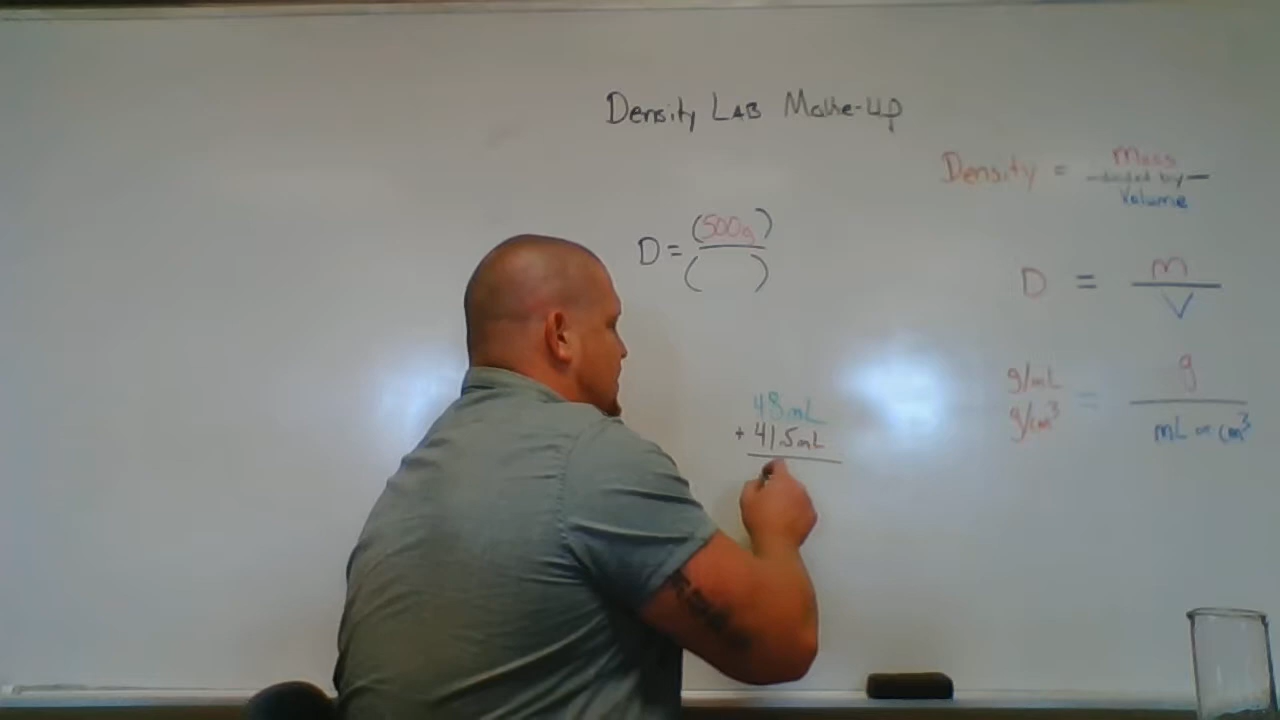 Density LAB Make-up
Density = Mass
divided by
Volume
D = (500g)
( )
D = m
V
48mL
+ 41.5mL
g/mL
g/cm³
= g
mL or cm³